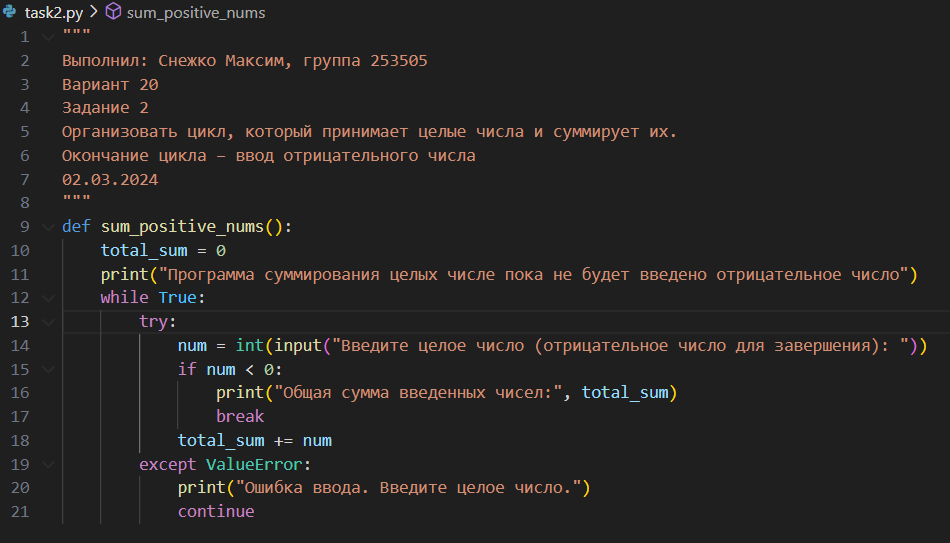 task2.py > sum_positive_nums
1 """
2 Выполнил: Снежко Максим, группа 253505
3 Вариант 20
4 Задание 2
5 Организовать цикл, который принимает целые числа и суммирует их.
6 Окончание цикла – ввод отрицательного числа
7 02.03.2024
8 """
9 def sum_positive_nums():
10     total_sum = 0
11     print("Программа суммирования целых числе пока не будет введено отрицательное число")
12     while True:
13         try:
14             num = int(input("Введите целое число (отрицательное число для завершения): "))
15             if num < 0:
16                 print("Общая сумма введенных чисел:", total_sum)
17                 break
18             total_sum += num
19         except ValueError:
20             print("Ошибка ввода. Введите целое число.")
21             continue